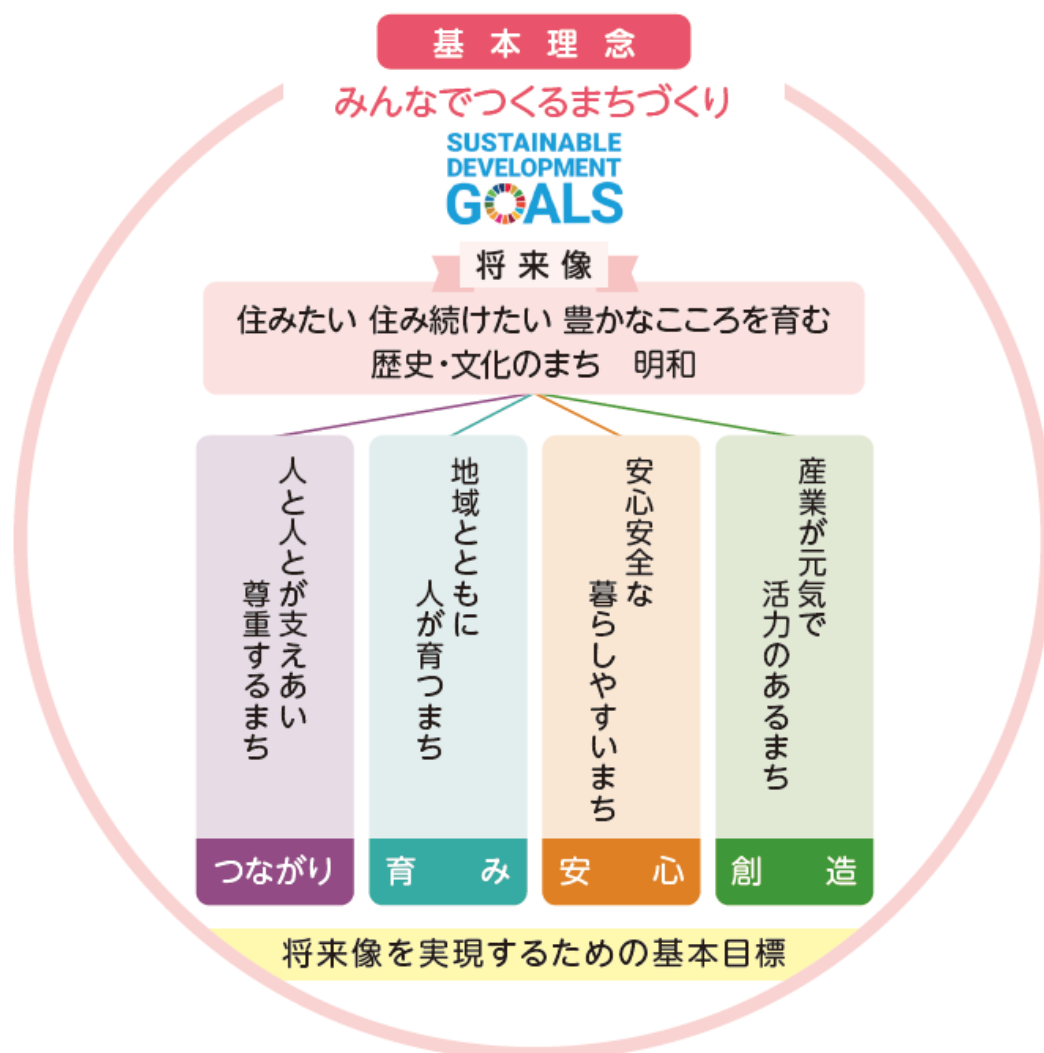 基本理念
みんなでつくるまちづくり
SUSTAINABLE
DEVELOPMENT
GOALS
将来像
住みたい 住み続けたい 豊かなこころを育む
歴史・文化のまち 明和
人と人とが支えあい
尊重するまち
つながり
地域とともに
人が育つまち
育み
安心安全な
暮らしやすいまち
安心
産業が元気で
活力のあるまち
創造
将来像を実現するための基本目標